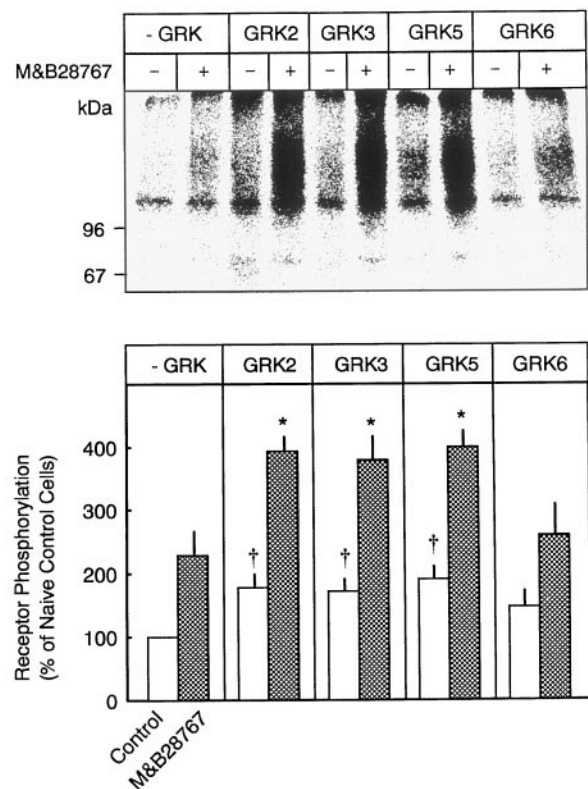 - GRK GRK2 GRK3 GRK5 GRK6
M&B28767 − + − + − + − + − +
kDa
96
67
- GRK GRK2 GRK3 GRK5 GRK6
Receptor Phosphorylation
(% of Naive Control Cells)
400
300
200
100
0
* * *
† † †
Control
M&B28767